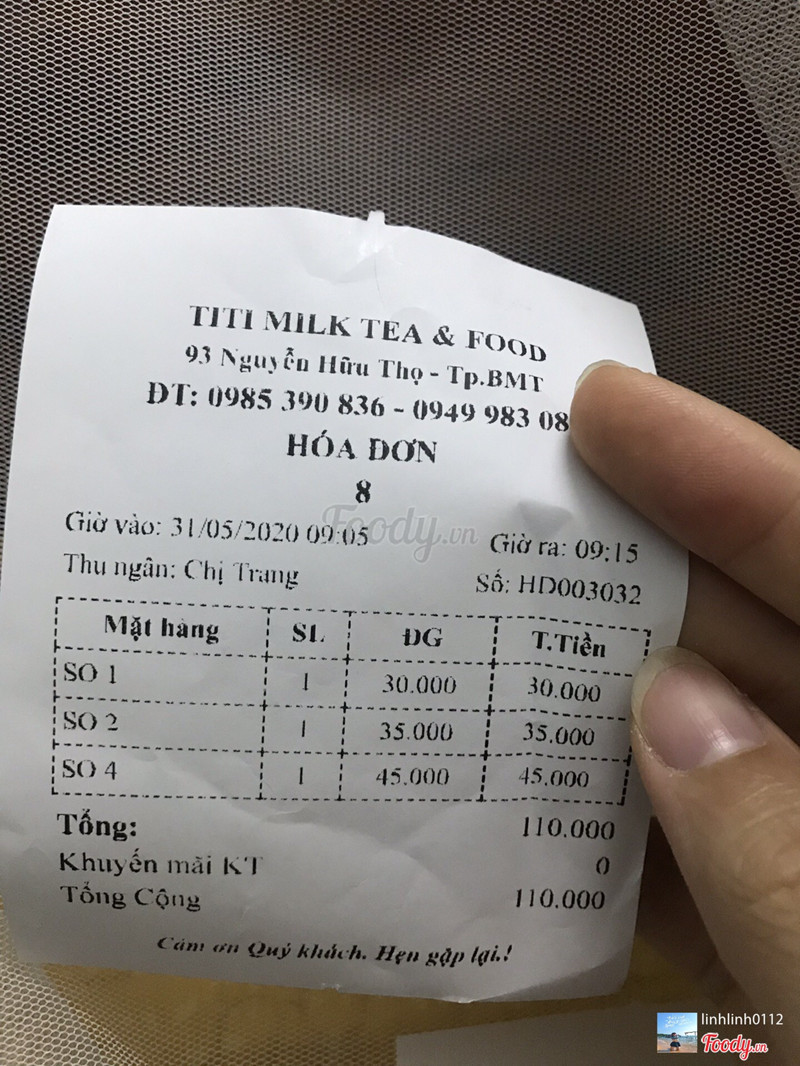 TITI MILK TEA & FOOD
93 Nguyễn Hữu Thọ - Tp.BMT
ĐT: 0985 390 836 - 0949 983 08
HÓA ĐƠN
8
Giờ vào: 31/05/2020 09:05 Giờ ra: 09:15
Thu ngân: Chị Trang Số: HD003032
Mặt hàng SL ĐG T.Tiền
SO 1 1 30.000 30.000
SO 2 1 35.000 35.000
SO 4 1 45.000 45.000
Tổng: 110.000
Khuyến mãi KT 0
Tổng Cộng 110.000
Cám ơn Quý khách. Hẹn gặp lại.!
Foody.vn
linhlinh0112
Foody.vn